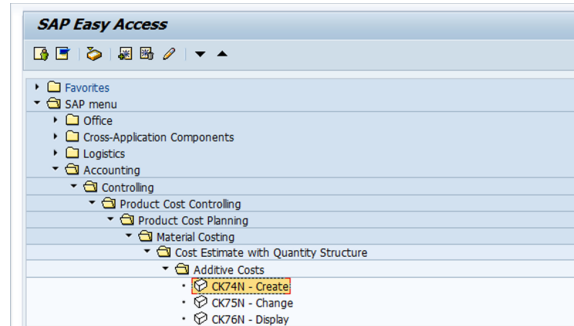 SAP Easy Access
Favorites
SAP menu
Office
Cross-Application Components
Logistics
Accounting
Controlling
Product Cost Controlling
Product Cost Planning
Material Costing
Cost Estimate with Quantity Structure
Additive Costs
CK74N - Create
CK75N - Change
CK76N - Display